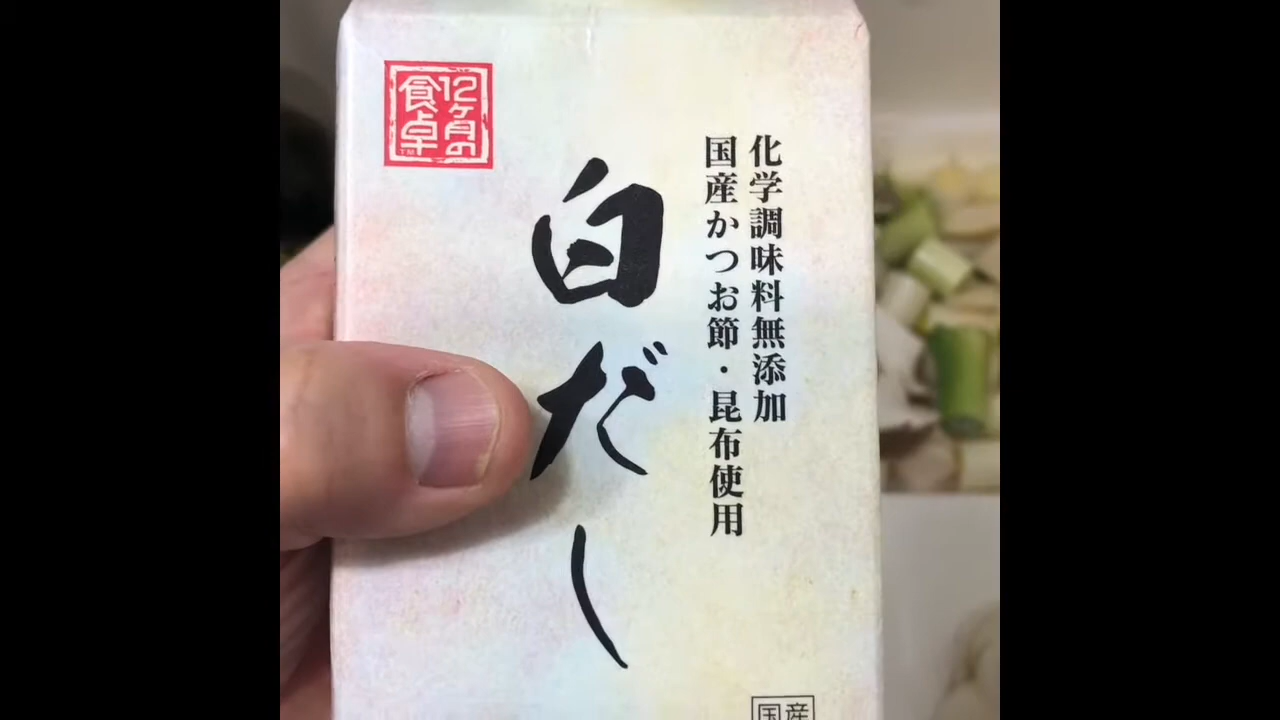 12ヶ月の
食卓
白だし
化学調味料無添加
国産かつお節・昆布使用
国産